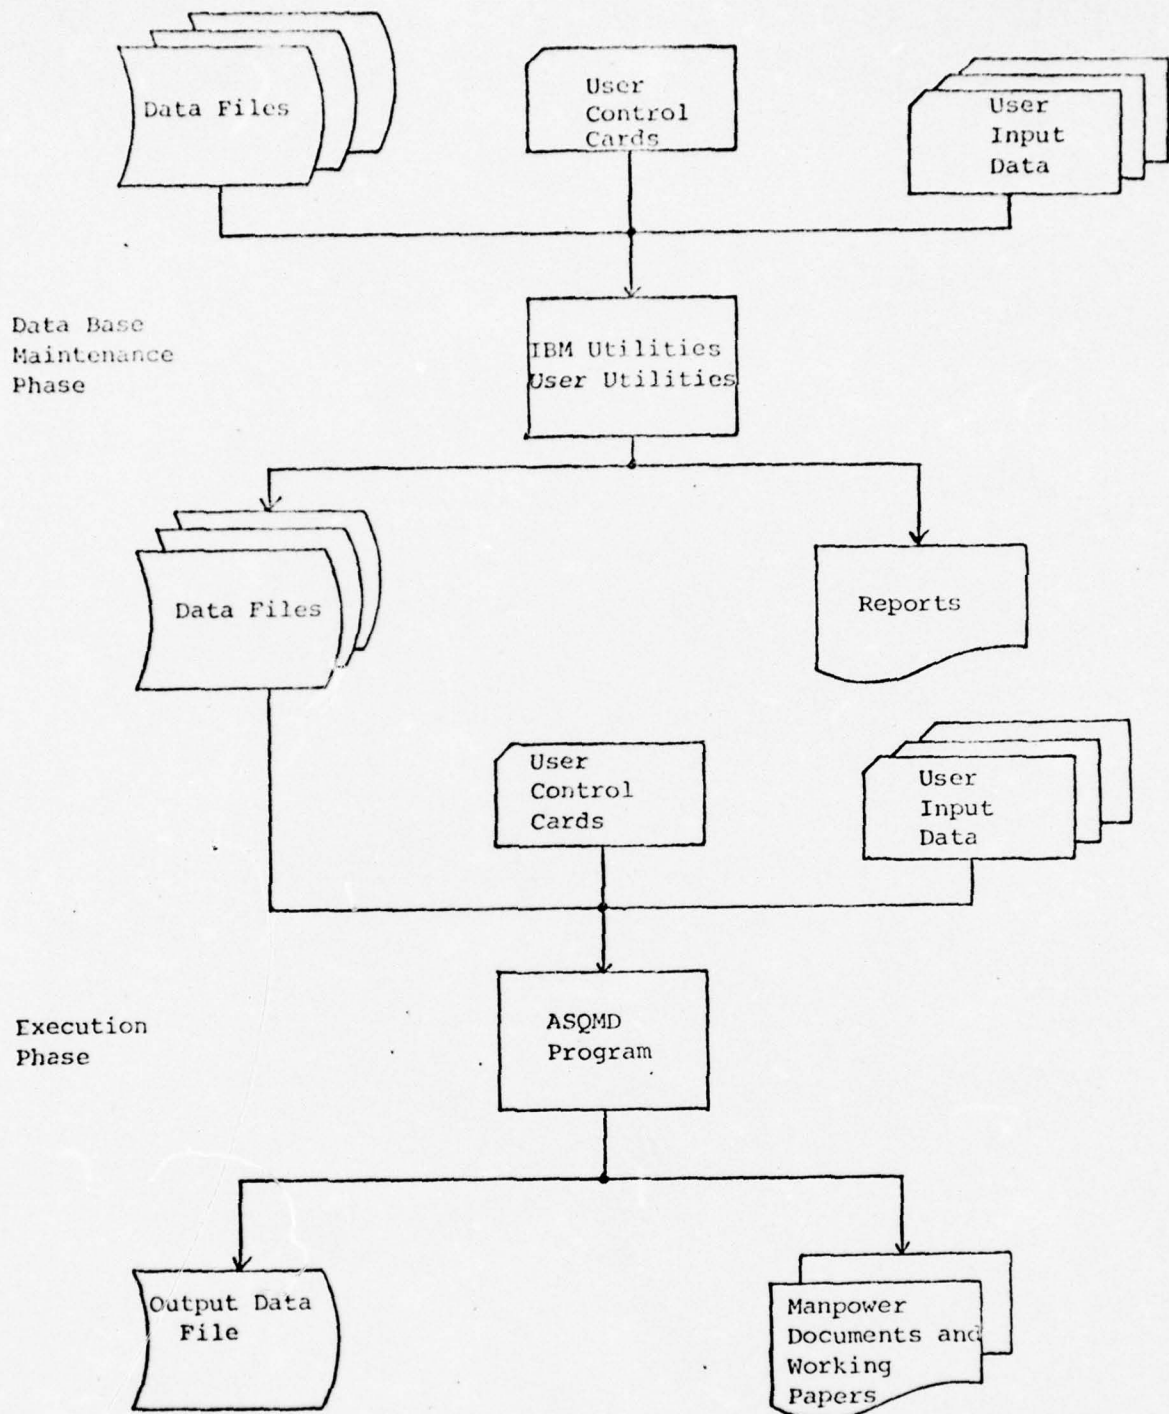 Data Files
User
Control
Cards
User
Input
Data
Data Base
Maintenance
Phase
IBM Utilities
User Utilities
Data Files
Reports
User
Control
Cards
User
Input
Data
Execution
Phase
ASQMD
Program
Output Data
File
Manpower
Documents and
Working
Papers